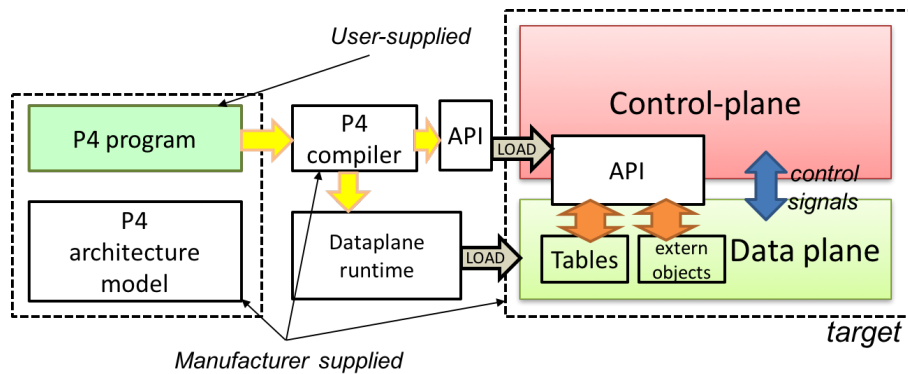 User-supplied
P4 program
P4
compiler
API
LOAD
Control-plane
API
control
signals
P4
architecture
model
Dataplane
runtime
LOAD
Tables
extern
objects
Data plane
target
Manufacturer supplied